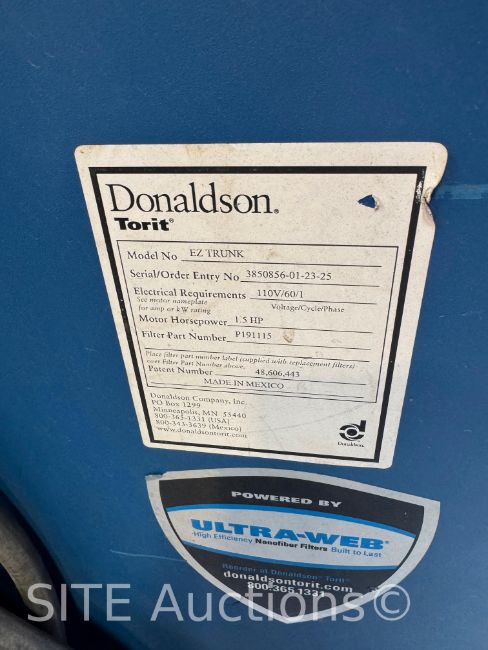 Donaldson®
Torit®
Model No EZ TRUNK
Serial/Order Entry No 3850856-01-23-25
Electrical Requirements 110V/60/1
See motor nameplate Voltage/Cycle/Phase
for amp or kW rating
Motor Horsepower 1.5 HP
Filter Part Number P191115
Place filter part number label (supplied with replacement filters)
over Filter Part Number above.
Patent Number 48,606,443
MADE IN MEXICO
Donaldson Company, Inc.
PO Box 1299
Minneapolis, MN 55440
800-365-1331 (USA)
800-343-3639 (Mexico)
www.donaldsontorit.com
Donaldson.
POWERED BY
ULTRA-WEB®
High Efficiency Nanofiber Filters Built to Last
Reorder at Donaldson® Torit®
donaldsontorit.com
800.365.1331
SITE Auctions©